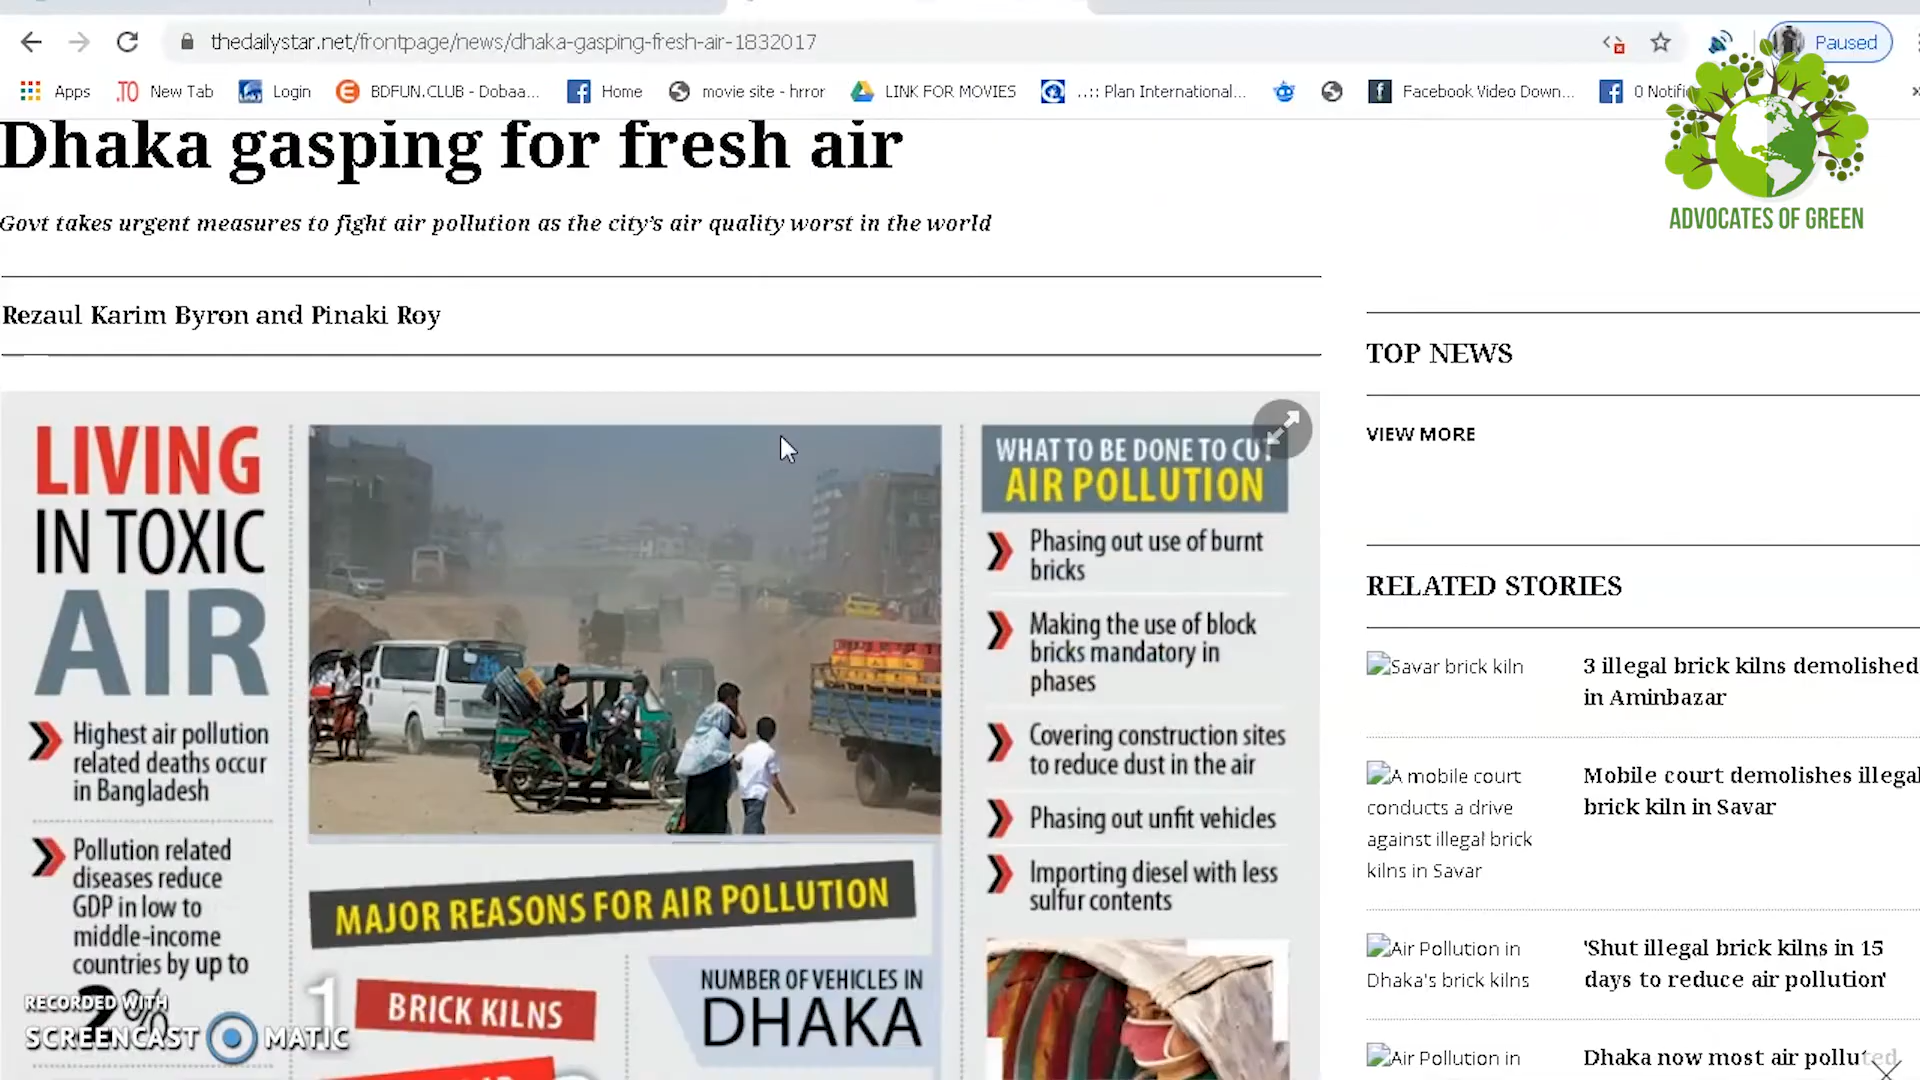 thedailystar.net/frontpage/news/dhaka-gasping-fresh-air-1832017
Paused
Apps
New Tab
Login
BDFUN.CLUB - Dobaa...
Home
movie site - hrror
LINK FOR MOVIES
..:: Plan International...
Facebook Video Down...
ADVOCATES OF GREEN
Dhaka gasping for fresh air
Govt takes urgent measures to fight air pollution as the city's air quality worst in the world
Rezaul Karim Byron and Pinaki Roy
LIVING
IN TOXIC
AIR
Highest air pollution
related deaths occur
in Bangladesh
Pollution related
diseases reduce
GDP in low to
middle-income
countries by up to
2%
MAJOR REASONS FOR AIR POLLUTION
1 BRICK KILNS
NUMBER OF VEHICLES IN
DHAKA
WHAT TO BE DONE TO CUT
AIR POLLUTION
Phasing out use of burnt
bricks
Making the use of block
bricks mandatory in
phases
Covering construction sites
to reduce dust in the air
Phasing out unfit vehicles
Importing diesel with less
sulfur contents
TOP NEWS
VIEW MORE
RELATED STORIES
Savar brick kiln
3 illegal brick kilns demolished
in Aminbazar
A mobile court
conducts a drive
against illegal brick
kilns in Savar
Mobile court demolishes illegal
brick kiln in Savar
Air Pollution in
Dhaka's brick kilns
'Shut illegal brick kilns in 15
days to reduce air pollution'
Air Pollution in
Dhaka now most air polluted
RECORDED WITH
SCREENCAST MATIC